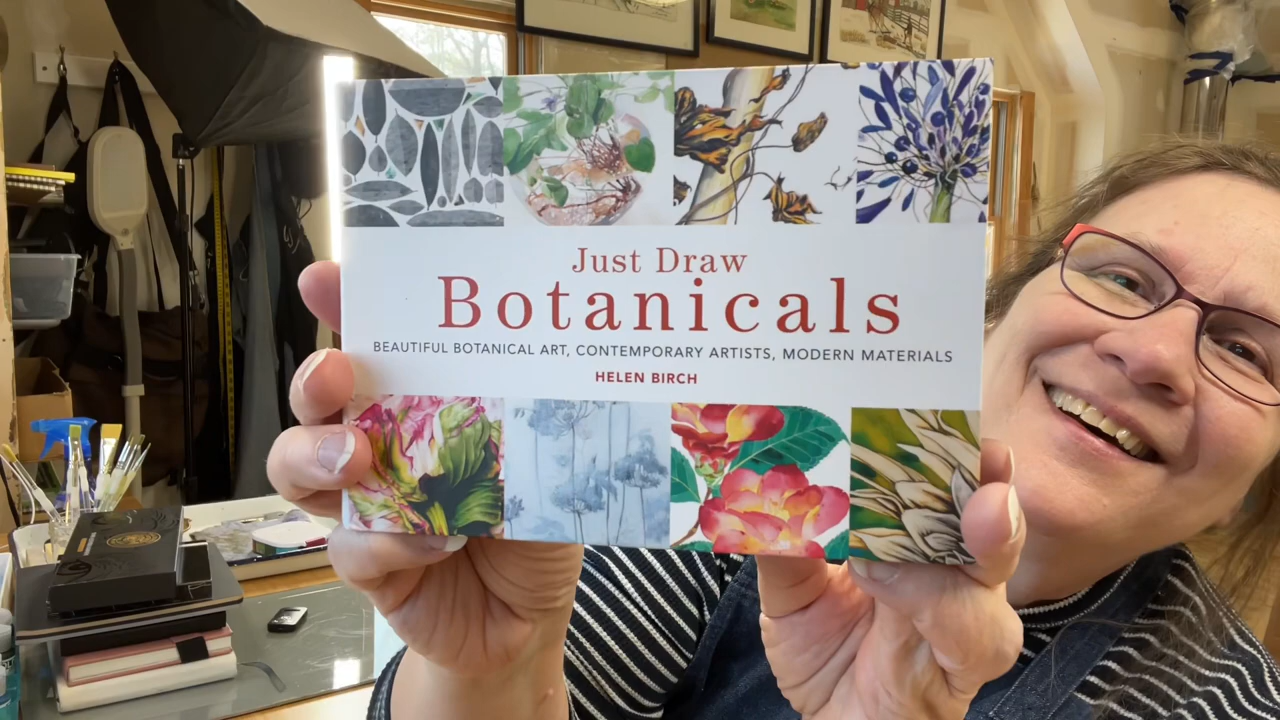 Just Draw
Botanicals
BEAUTIFUL BOTANICAL ART, CONTEMPORARY ARTISTS, MODERN MATERIALS
HELEN BIRCH